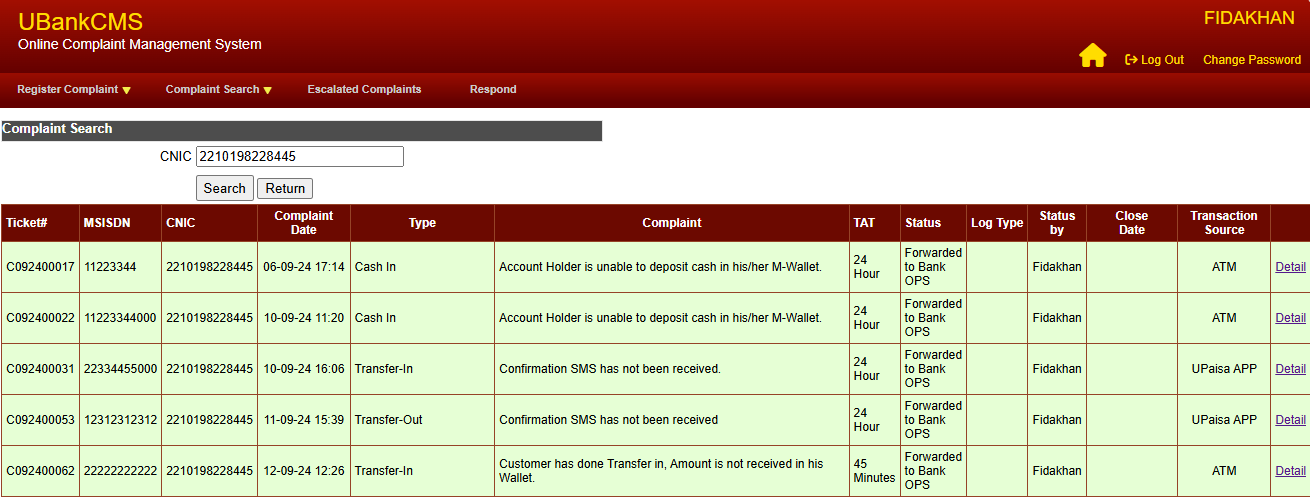 UBankCMS
FIDAKHAN
Online Complaint Management System
Log Out Change Password
Register Complaint Complaint Search Escalated Complaints Respond
Complaint Search
CNIC 2210198228445
Search Return
Ticket# MSISDN CNIC Complaint Date Type Complaint TAT Status Log Type Status by Close Date Transaction Source
C092400017 11223344 2210198228445 06-09-24 17:14 Cash In Account Holder is unable to deposit cash in his/her M-Wallet. 24 Hour Forwarded to Bank OPS Fidakhan ATM Detail
C092400022 11223344000 2210198228445 10-09-24 11:20 Cash In Account Holder is unable to deposit cash in his/her M-Wallet. 24 Hour Forwarded to Bank OPS Fidakhan ATM Detail
C092400031 22334455000 2210198228445 10-09-24 16:06 Transfer-In Confirmation SMS has not been received. 24 Hour Forwarded to Bank OPS Fidakhan UPaisa APP Detail
C092400053 12312312312 2210198228445 11-09-24 15:39 Transfer-Out Confirmation SMS has not been received 24 Hour Forwarded to Bank OPS Fidakhan UPaisa APP Detail
C092400062 22222222222 2210198228445 12-09-24 12:26 Transfer-In Customer has done Transfer in, Amount is not received in his Wallet. 45 Minutes Forwarded to Bank OPS Fidakhan ATM Detail